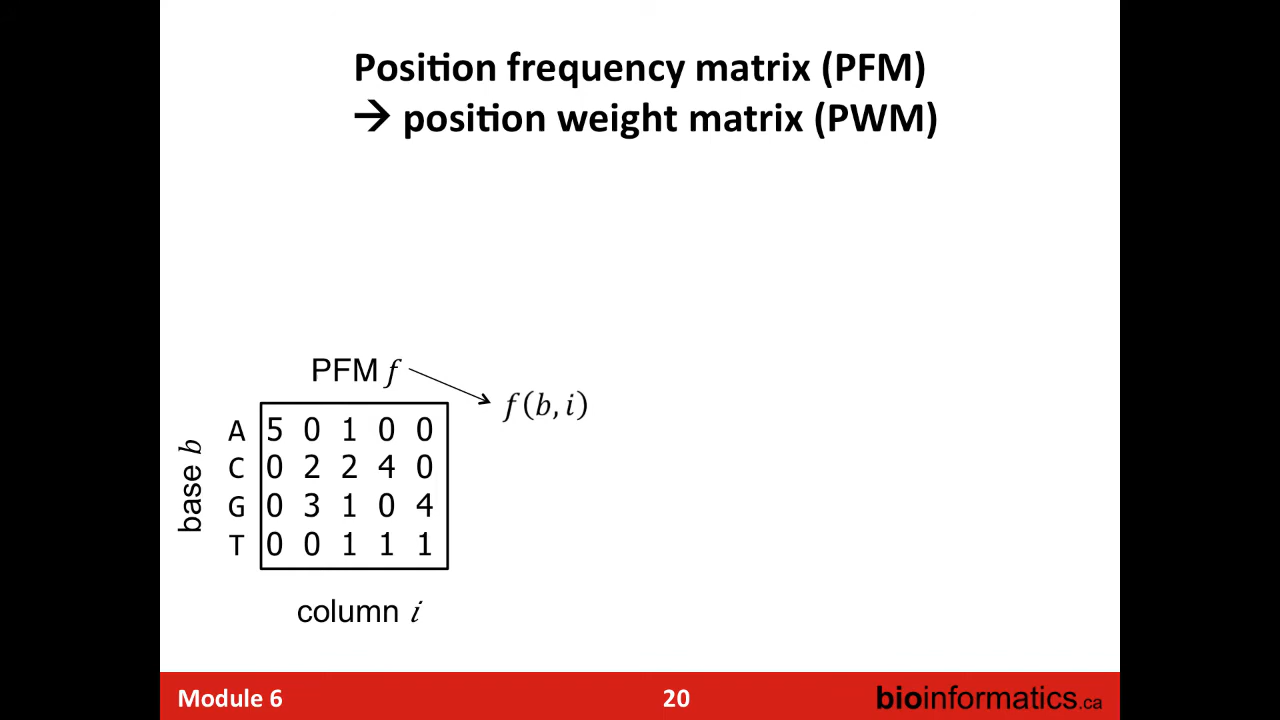 Position frequency matrix (PFM)
→ position weight matrix (PWM)
PFM f
f(b, i)
base b
A 5 0 1 0 0
C 0 2 2 4 0
G 0 3 1 0 4
T 0 0 1 1 1
column i
Module 6
20
bioinformatics.ca